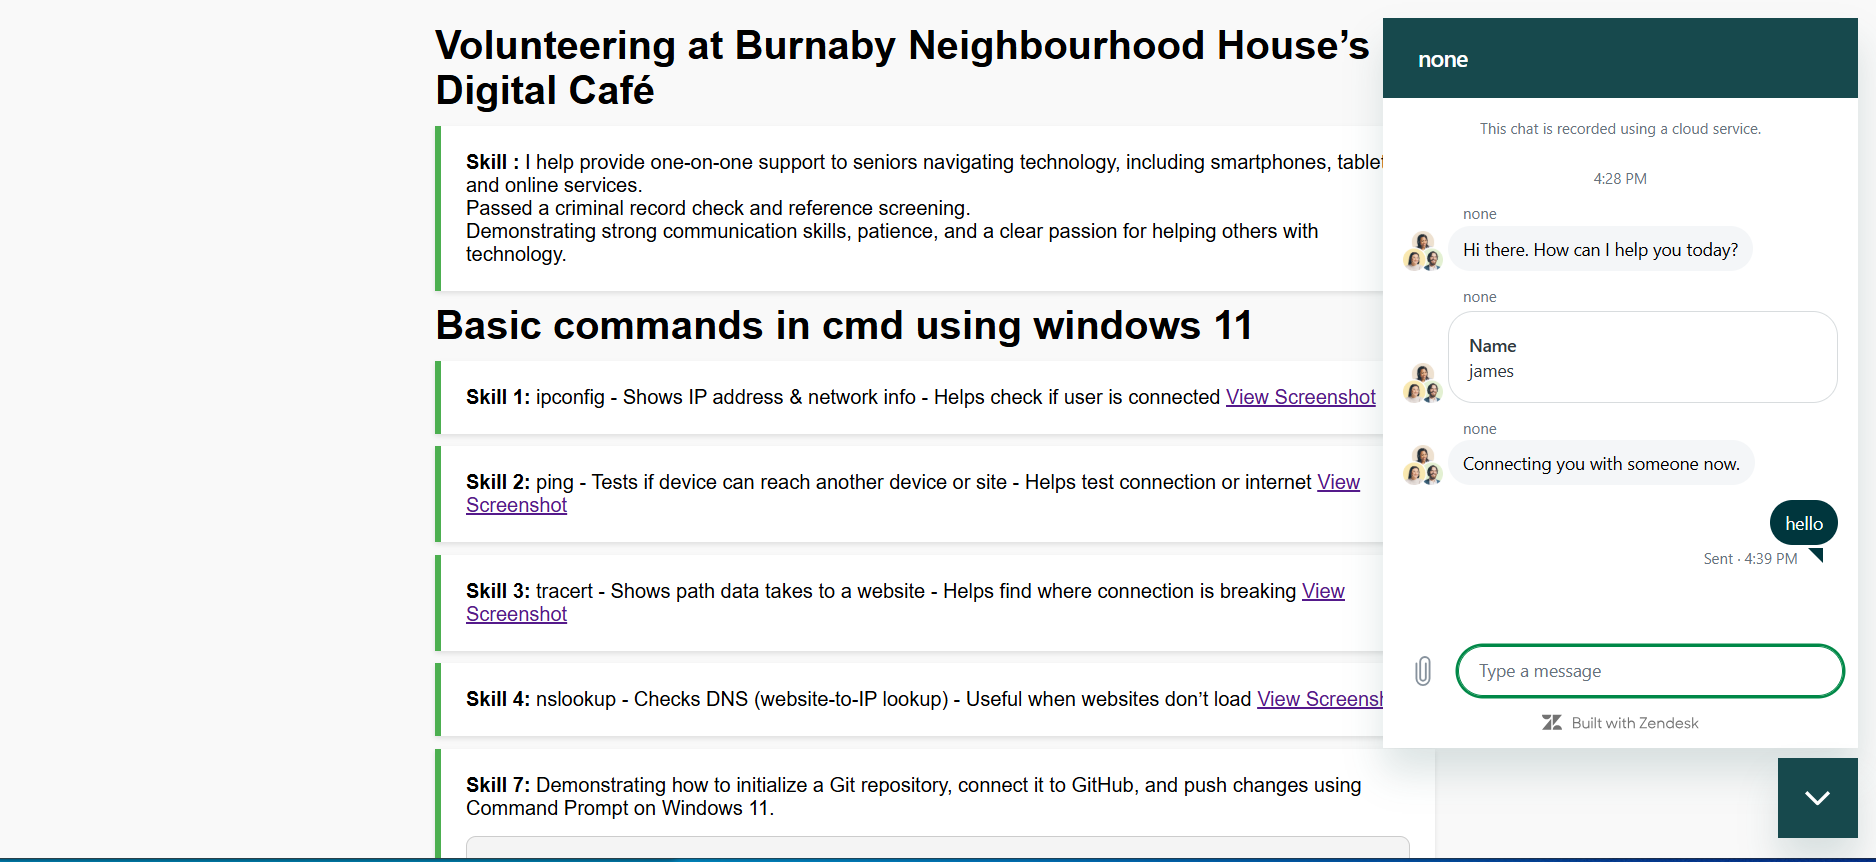 Volunteering at Burnaby Neighbourhood House’s
Digital Café
Skill : I help provide one-on-one support to seniors navigating technology, including smartphones, tablet
and online services.
Passed a criminal record check and reference screening.
Demonstrating strong communication skills, patience, and a clear passion for helping others with
technology.
Basic commands in cmd using windows 11
Skill 1: ipconfig - Shows IP address & network info - Helps check if user is connected View Screenshot
Skill 2: ping - Tests if device can reach another device or site - Helps test connection or internet View
Screenshot
Skill 3: tracert - Shows path data takes to a website - Helps find where connection is breaking View
Screenshot
Skill 4: nslookup - Checks DNS (website-to-IP lookup) - Useful when websites don’t load View Screensh
Skill 7: Demonstrating how to initialize a Git repository, connect it to GitHub, and push changes using
Command Prompt on Windows 11.
none
This chat is recorded using a cloud service.
4:28 PM
none
Hi there. How can I help you today?
none
Name
james
none
Connecting you with someone now.
hello
Sent · 4:39 PM
Type a message
Built with Zendesk